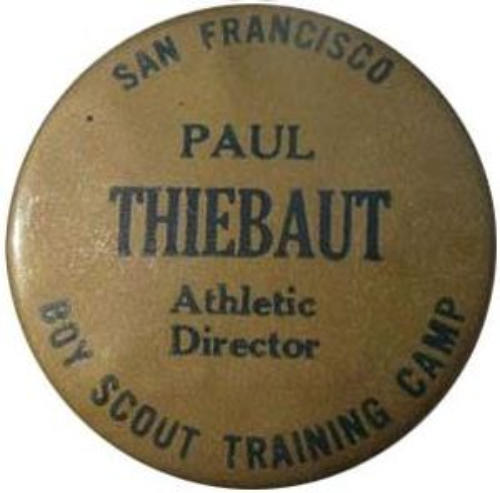 SAN FRANCISCO
PAUL
THIEBAUT
Athletic
Director
BOY SCOUT TRAINING CAMP